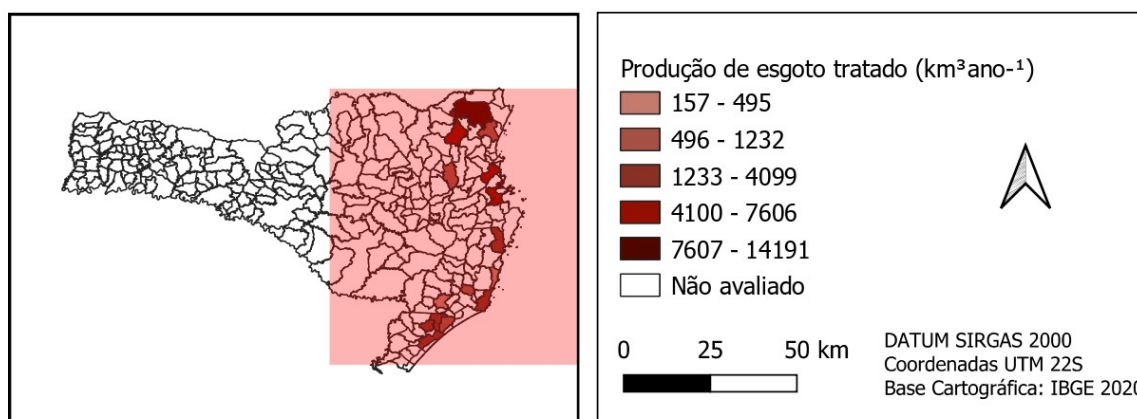 Produção de esgoto tratado (km³ano-¹)
157 - 495
496 - 1232
1233 - 4099
4100 - 7606
7607 - 14191
Não avaliado
0 25 50 km
DATUM SIRGAS 2000
Coordenadas UTM 22S
Base Cartográfica: IBGE 2020